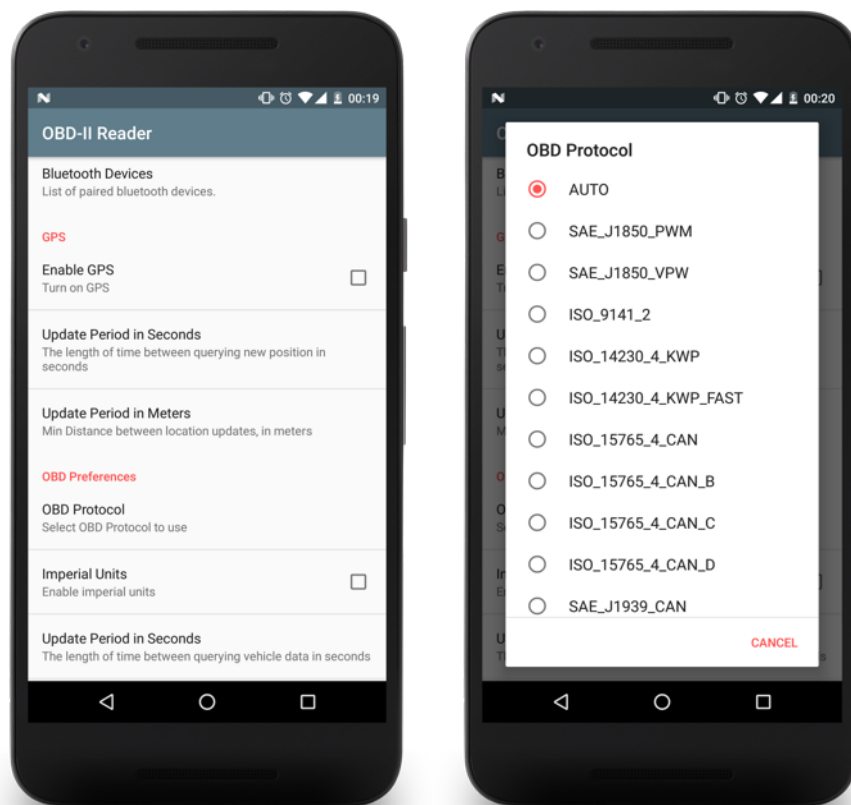 00:19
OBD-II Reader
Bluetooth Devices
List of paired bluetooth devices.
GPS
Enable GPS
Turn on GPS
Update Period in Seconds
The length of time between querying new position in
seconds
Update Period in Meters
Min Distance between location updates, in meters
OBD Preferences
OBD Protocol
Select OBD Protocol to use
Imperial Units
Enable imperial units
Update Period in Seconds
The length of time between querying vehicle data in seconds
00:20
OBD Protocol
AUTO
SAE_J1850_PWM
SAE_J1850_VPW
ISO_9141_2
ISO_14230_4_KWP
ISO_14230_4_KWP_FAST
ISO_15765_4_CAN
ISO_15765_4_CAN_B
ISO_15765_4_CAN_C
ISO_15765_4_CAN_D
SAE_J1939_CAN
CANCEL